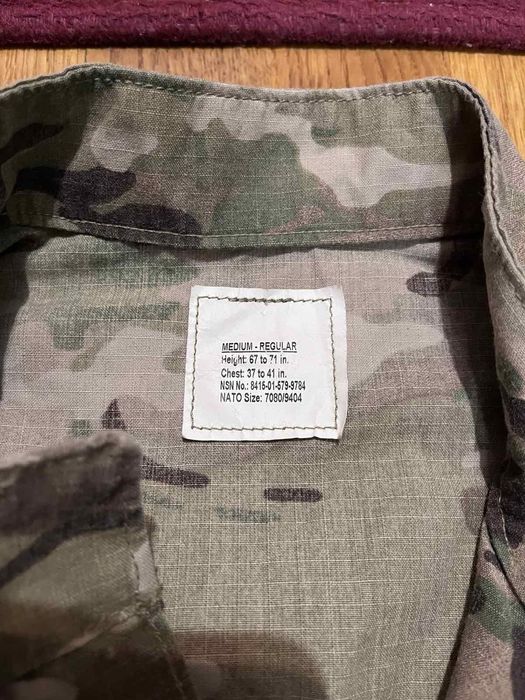 MEDIUM - REGULAR
Height: 67 to 71 in.
Chest: 37 to 41 in.
NSN No.: 8415-01-579-9784
NATO Size: 7080/9404